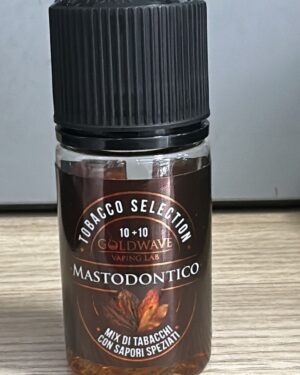 TOBACCO SELECTION
10+10
GOLDWAVE
VAPING LAB
MASTODONTICO
MIX DI TABACCHI
CON SAPORI SPEZIATI